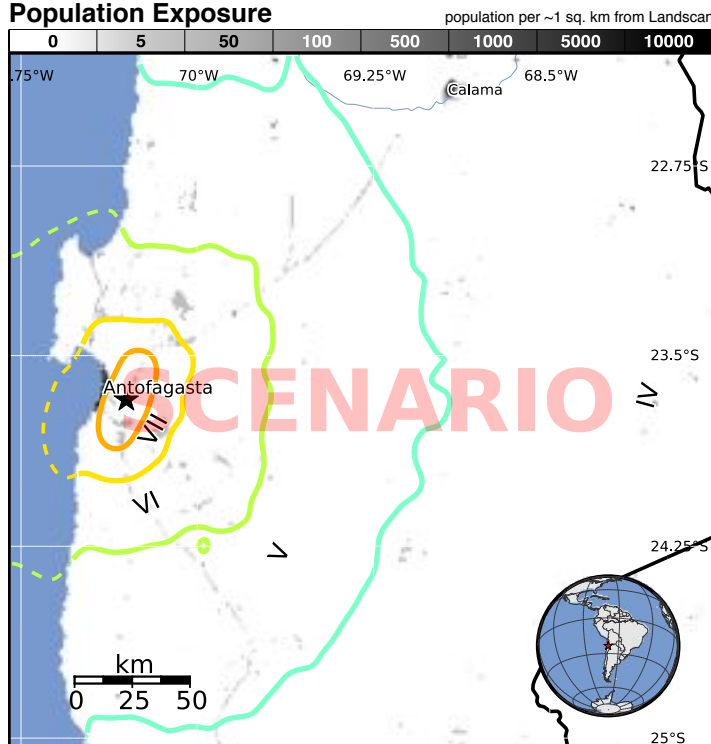 Population Exposure
population per ~1 sq. km from Landscan
0 5 50 100 500 1000 5000 10000
.75°W 70°W 69.25°W 68.5°W
Calama
22.75°S
23.5°S
Antofagasta
SCENARIO
IV
VIII
VI
V
24.25°S
km
0 25 50
25°S